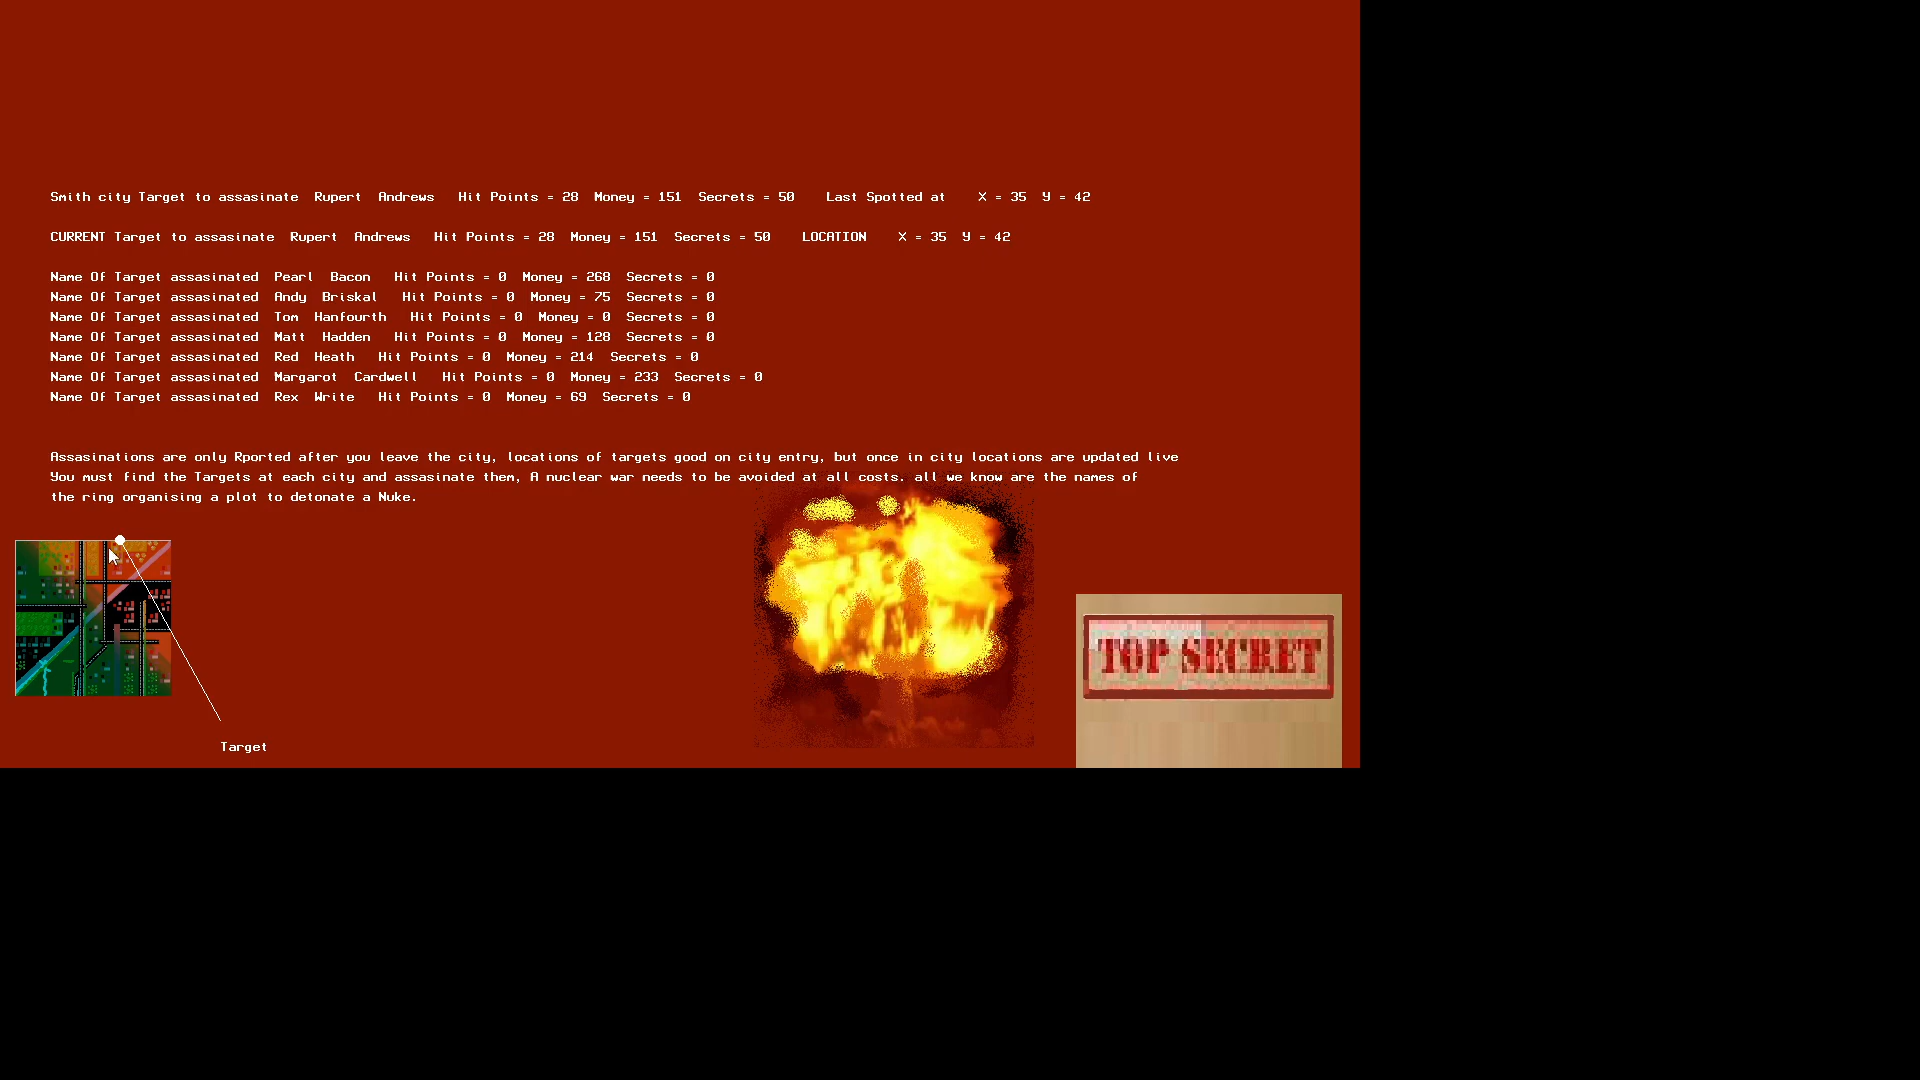 Smith city Target to assasinate  Rupert  Andrews   Hit Points = 28  Money = 151  Secrets = 50    Last Spotted at    X = 35  Y = 42
CURRENT Target to assasinate  Rupert  Andrews   Hit Points = 28  Money = 151  Secrets = 50    LOCATION    X = 35  Y = 42
Name Of Target assasinated  Pearl  Bacon   Hit Points = 0  Money = 268  Secrets = 0
Name Of Target assasinated  Andy  Briskal   Hit Points = 0  Money = 75  Secrets = 0
Name Of Target assasinated  Tom  Hanfourth   Hit Points = 0  Money = 0  Secrets = 0
Name Of Target assasinated  Matt  Hadden   Hit Points = 0  Money = 128  Secrets = 0
Name Of Target assasinated  Red  Heath   Hit Points = 0  Money = 214  Secrets = 0
Name Of Target assasinated  Margarot  Cardwell   Hit Points = 0  Money = 233  Secrets = 0
Name Of Target assasinated  Rex  Write   Hit Points = 0  Money = 69  Secrets = 0
Assasinations are only Rported after you leave the city, locations of targets good on city entry, but once in city locations are updated live
You must find the Targets at each city and assasinate them, A nuclear war needs to be avoided at all costs. all we know are the names of
the ring organising a plot to detonate a Nuke.
TOP SECRET
Target